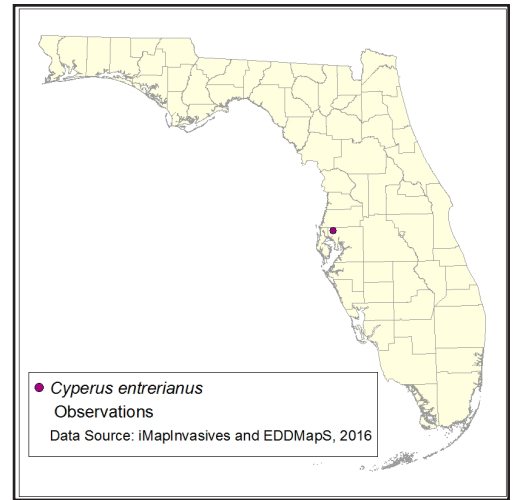 Cyperus entrerianus
Observations
Data Source: iMapInvasives and EDDMapS, 2016